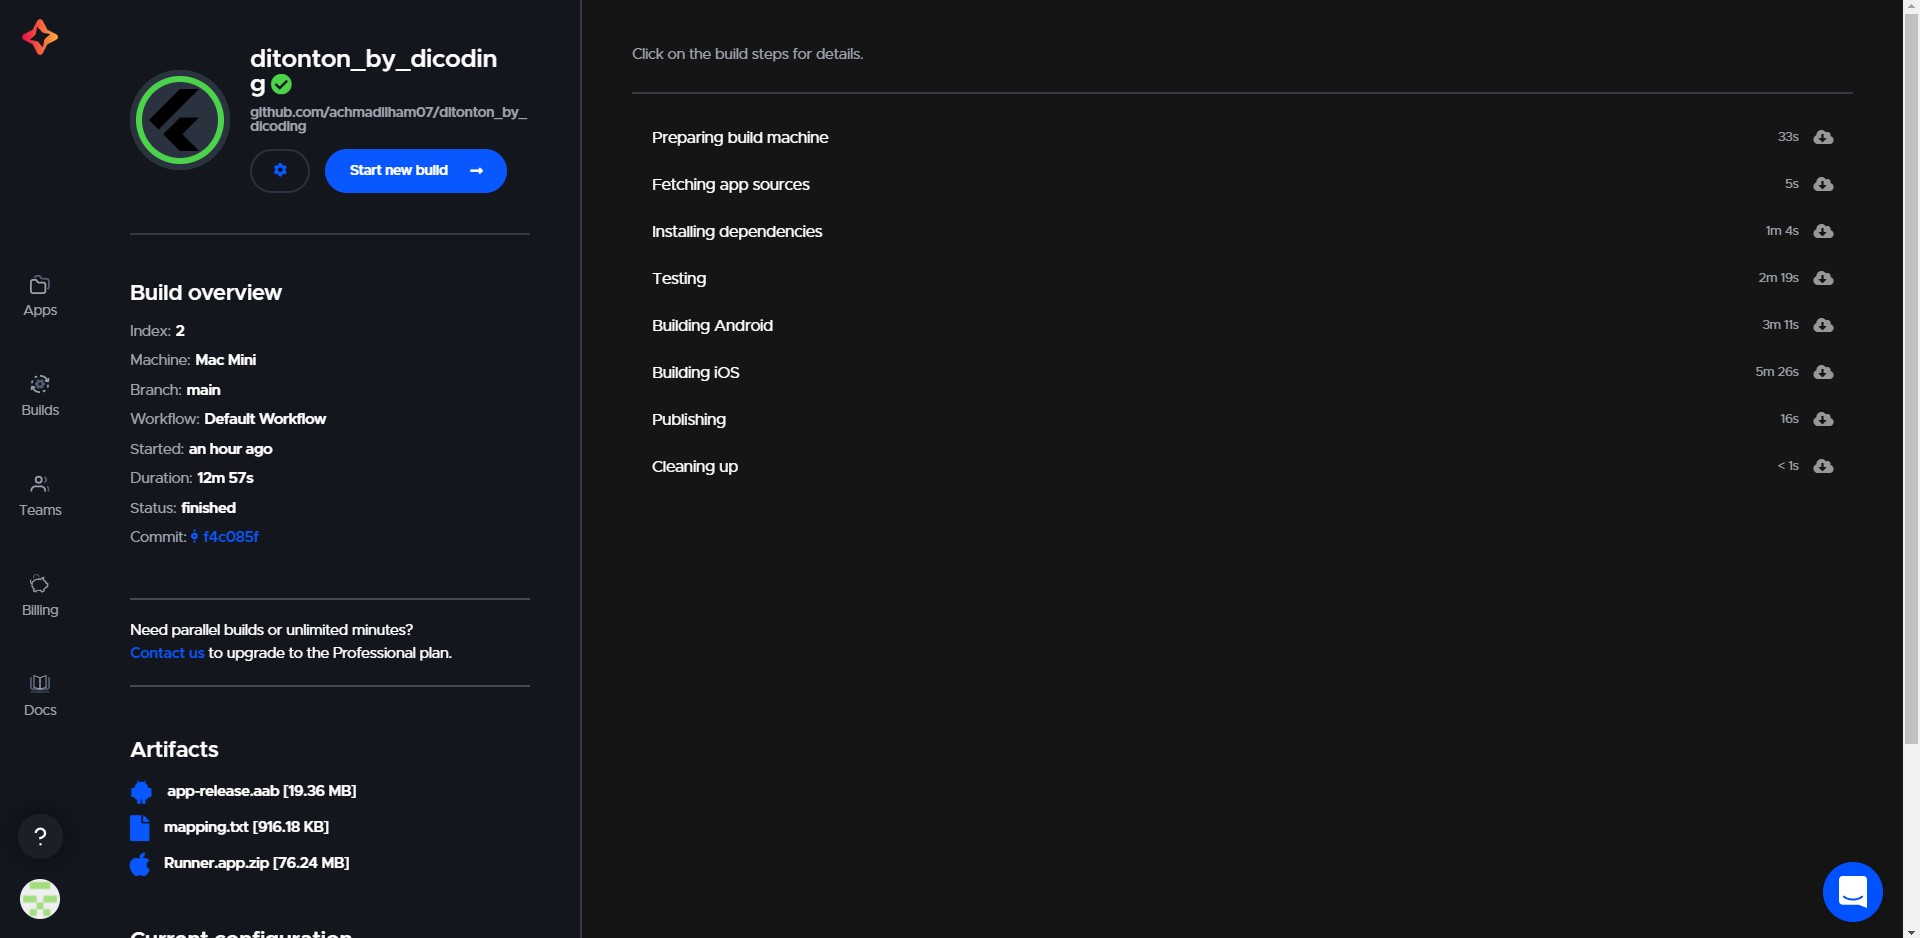 ditonton_by_dicodin
g
github.com/achmadilham07/ditonton_by_
dicoding
Start new build
Apps
Builds
Teams
Billing
Docs
?
Build overview
Index: 2
Machine: Mac Mini
Branch: main
Workflow: Default Workflow
Started: an hour ago
Duration: 12m 57s
Status: finished
Commit: f4c085f
Need parallel builds or unlimited minutes?
Contact us to upgrade to the Professional plan.
Artifacts
app-release.aab [19.36 MB]
mapping.txt [916.18 KB]
Runner.app.zip [76.24 MB]
Current configuration
Click on the build steps for details.
Preparing build machine 33s
Fetching app sources 5s
Installing dependencies 1m 4s
Testing 2m 19s
Building Android 3m 11s
Building iOS 5m 26s
Publishing 16s
Cleaning up < 1s